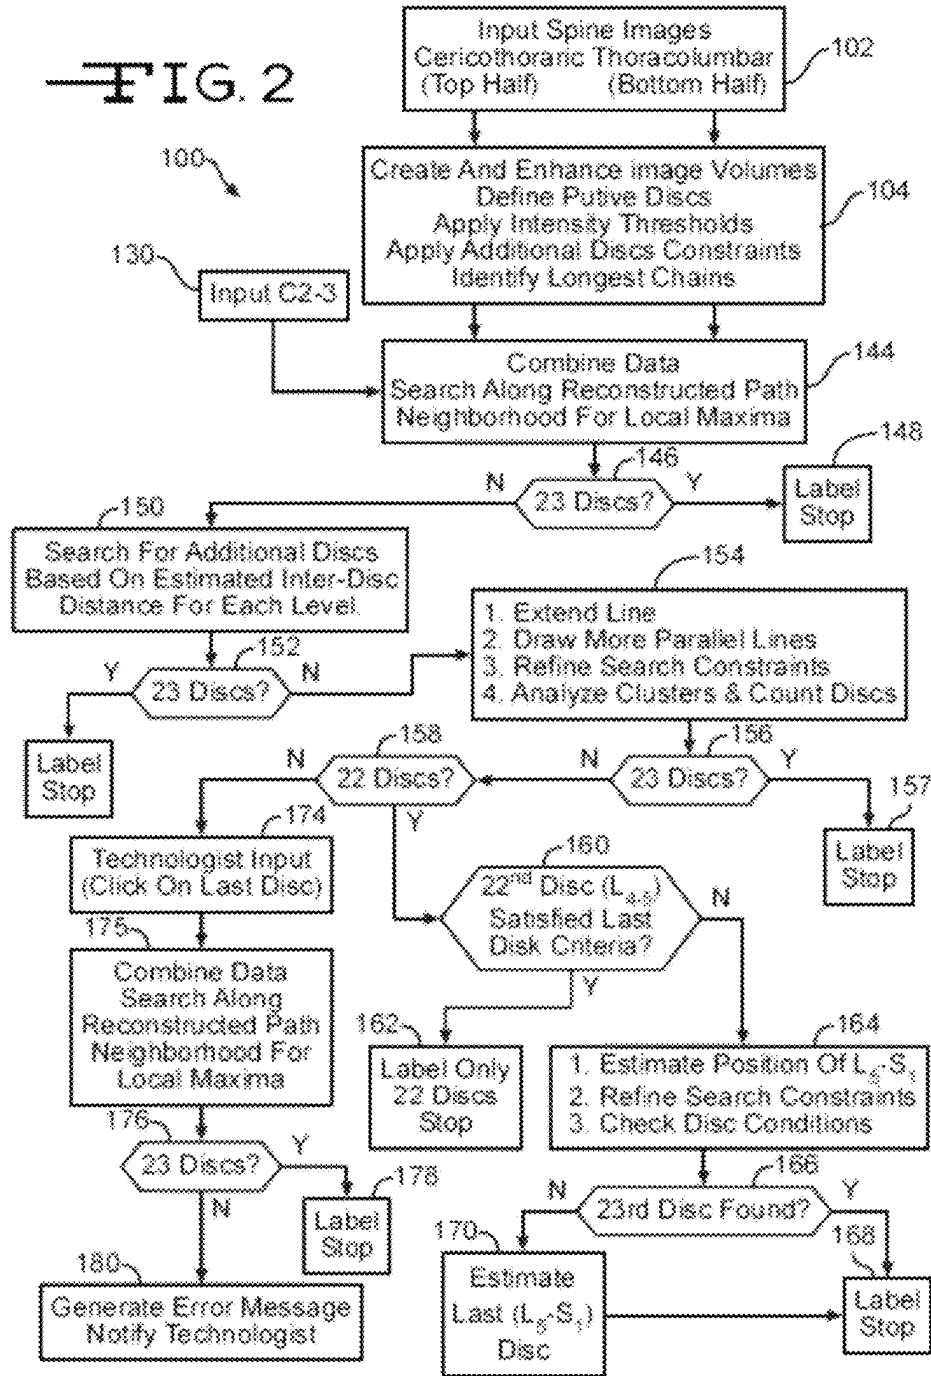 FIG. 2
Input Spine Images
Cericothoraric Thoracolumbar
(Top Half) (Bottom Half)
102
100
Create And Enhance image Volumes
Define Putive Discs
Apply Intensity Thresholds
Apply Additional Discs Constraints
Identify Longest Chains
104
130
Input C2-3
Combine Data
Search Along Reconstructed Path
Neighborhood For Local Maxima
144
146
N
23 Discs?
Y
148
Label
Stop
150
Search For Additional Discs
Based On Estimated Inter-Disc
Distance For Each Level.
152
Y
23 Discs?
N
Label
Stop
154
1. Extend Line
2. Draw More Parallel Lines
3. Refine Search Constraints
4. Analyze Clusters & Count Discs
156
N
23 Discs?
Y
157
Label
Stop
158
N
22 Discs?
Y
174
Technologist Input
(Click On Last Disc)
160
22nd Disc (L4-5)
Satisfied Last
Disk Criteria?
N
Y
175
Combine Data
Search Along
Reconstructed Path
Neighborhood For
Local Maxima
162
Label Only
22 Discs
Stop
164
1. Estimate Position Of L5-S1
2. Refine Search Constraints
3. Check Disc Conditions
176
23 Discs?
Y
N
178
Label
Stop
166
N
23rd Disc Found?
Y
170
Estimate
Last (L5-S1)
Disc
168
Label
Stop
180
Generate Error Message
Notify Technologist